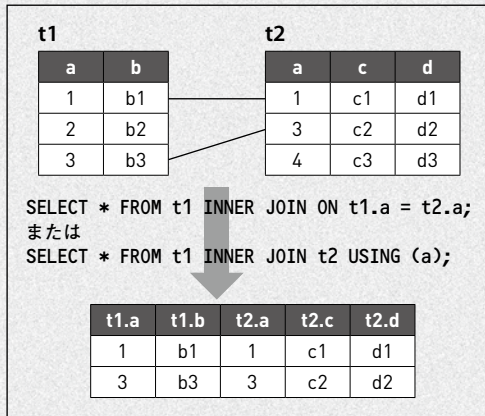 t1 t2
a b a c d
1 b1 1 c1 d1
2 b2 3 c2 d2
3 b3 4 c3 d3
SELECT * FROM t1 INNER JOIN ON t1.a = t2.a;
または
SELECT * FROM t1 INNER JOIN t2 USING (a);
t1.a t1.b t2.a t2.c t2.d
1 b1 1 c1 d1
3 b3 3 c2 d2